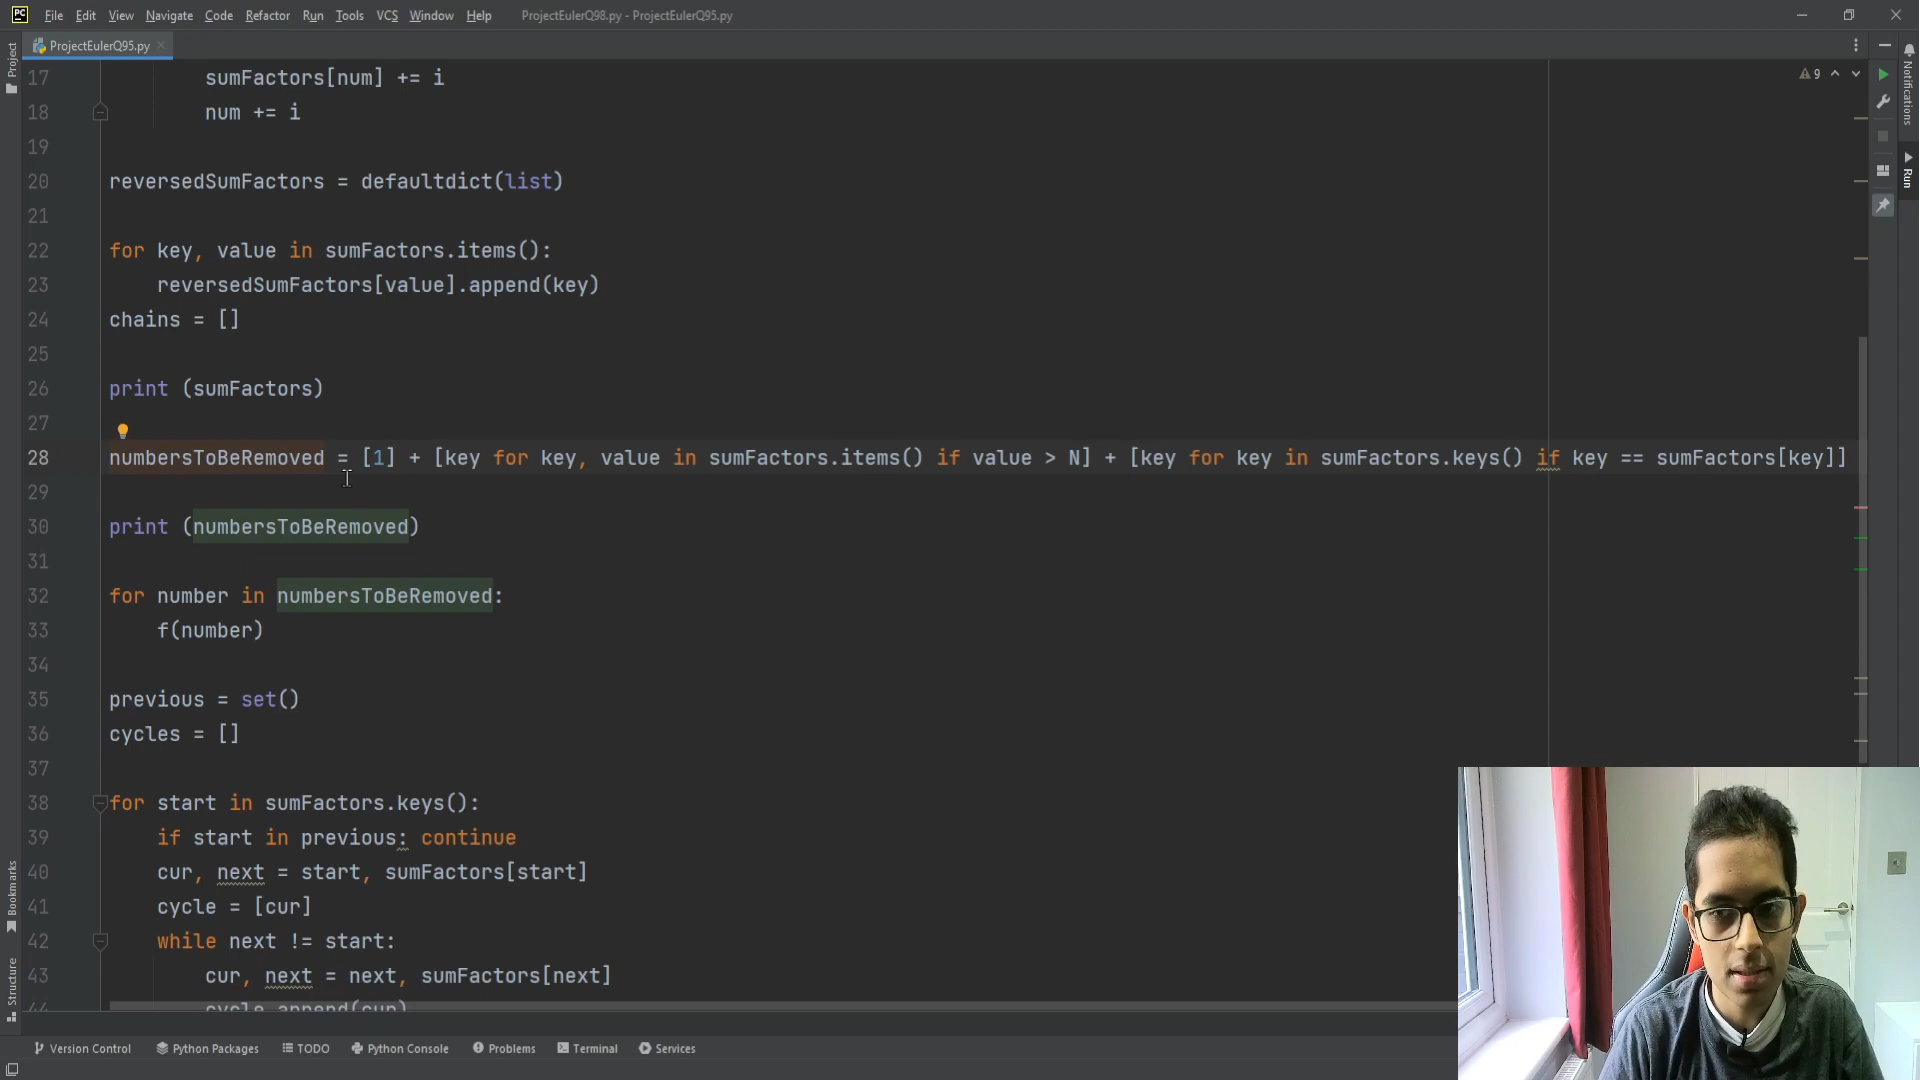 PC File Edit View Navigate Code Refactor Run Tools VCS Window Help ProjectEulerQ98.py - ProjectEulerQ95.py
ProjectEulerQ95.py
Project
Notifications
Run
9
17 sumFactors[num] += i
18 num += i
19
20 reversedSumFactors = defaultdict(list)
21
22 for key, value in sumFactors.items():
23 reversedSumFactors[value].append(key)
24 chains = []
25
26 print (sumFactors)
27
28 numbersToBeRemoved = [1] + [key for key, value in sumFactors.items() if value > N] + [key for key in sumFactors.keys() if key == sumFactors[key]]
29
30 print (numbersToBeRemoved)
31
32 for number in numbersToBeRemoved:
33 f(number)
34
35 previous = set()
36 cycles = []
37
38 for start in sumFactors.keys():
39 if start in previous: continue
40 cur, next = start, sumFactors[start]
41 cycle = [cur]
42 while next != start:
43 cur, next = next, sumFactors[next]
44 cycle.append(cur)
Bookmarks
Structure
Version Control Python Packages TODO Python Console Problems Terminal Services